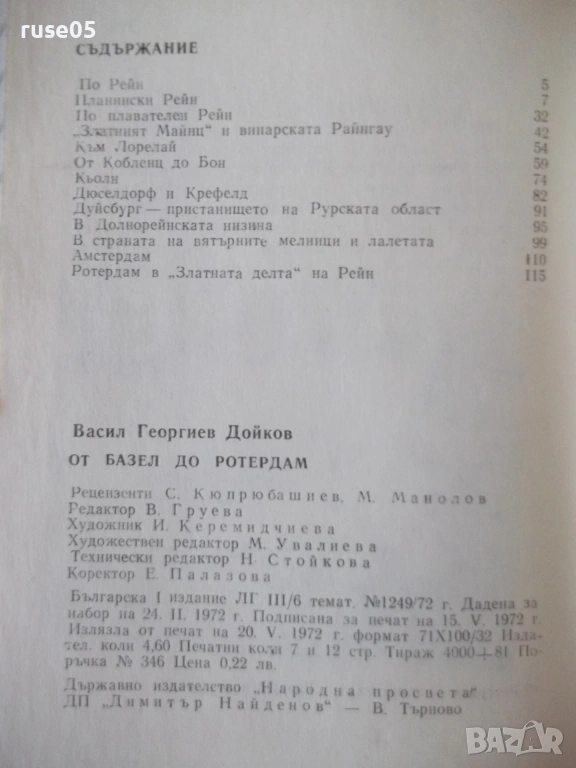 ruse05
СЪДЪРЖАНИЕ
По Рейн 5
Планински Рейн 7
По плавателен Рейн 32
„Златният Майнц“ и винарската Райнгау 42
Към Лорелай 54
От Кобленц до Бон 59
Кьолн 74
Дюселдорф и Крефелд 82
Дуйсбург — пристанището на Рурската област 91
В Долнорейнската низина 95
В страната на вятърните мелници и лалетата 99
Амстердам 110
Ротердам в „Златната делта“ на Рейн 115
Васил Георгиев Дойков
ОТ БАЗЕЛ ДО РОТЕРДАМ
Рецензенти С. Кюпрюбашиев, М. Манолов
Редактор В. Груева
Художник И. Керемидчиева
Художествен редактор М. Увалиева
Технически редактор Н. Стойкова
Коректор Е. Палазова
Българска I издание ЛГ III/6 темат. №1249/72 г. Дадена за
набор на 24. II. 1972 г. Подписана за печат на 15. V. 1972 г.
Излязла от печат на 20. V. 1972 г. формат 71X100/32 Издат-
ел. коли 4,60 Печатни коли 7 и 12 стр. Тираж 4000+81 По-
ръчка № 346 Цена 0,22 лв.
Държавно издателство „Народна просвета“
ДП „Димитър Найденов“ — В. Търново
BAZAR